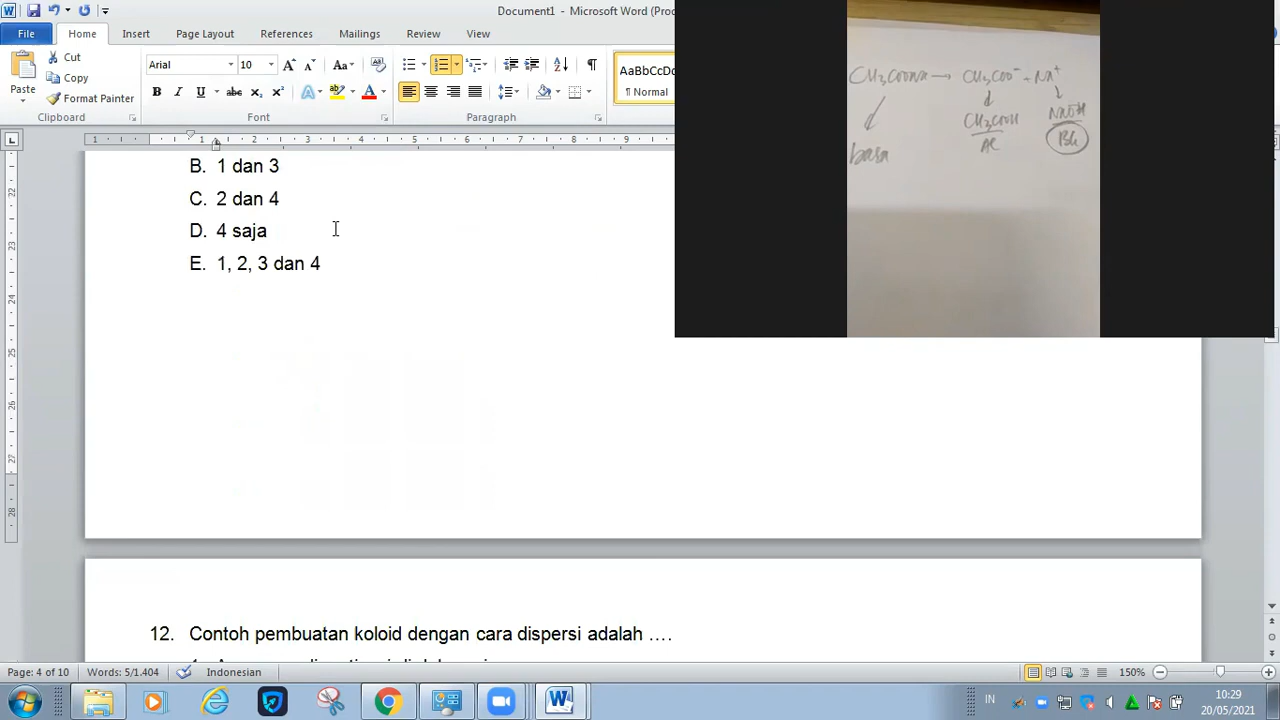 Document1 - Microsoft Word (Proc
File Home Insert Page Layout References Mailings Review View
Paste
Cut
Copy
Format Painter
Clipboard
Arial 10
Font
Paragraph
AaBbCcDc
¶ Normal
B. 1 dan 3
C. 2 dan 4
D. 4 saja
E. 1, 2, 3 dan 4
12. Contoh pembuatan koloid dengan cara dispersi adalah ….
CH3COONa → CH3COO- + Na+
CH3COOH NaOH
basa
Page: 4 of 10 Words: 5/1.404 Indonesian 150%
IN 10:29
20/05/2021